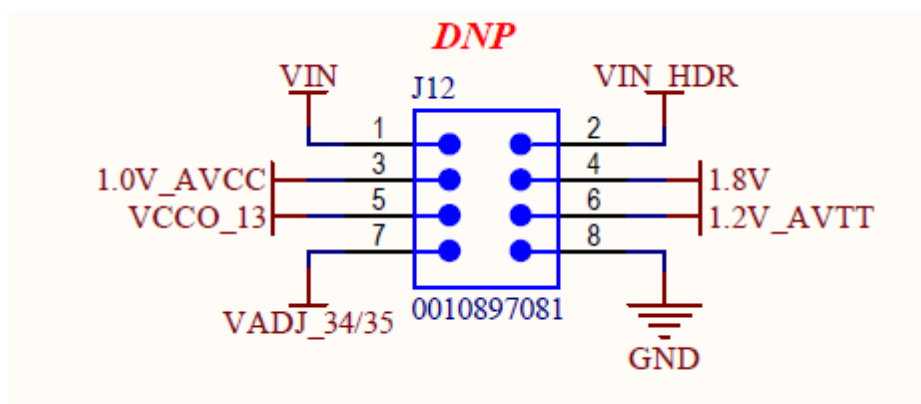 DNP
VIN
J12
VIN_HDR
1 2
1.0V_AVCC 3 4 1.8V
VCCO_13 5 6 1.2V_AVTT
7 8
VADJ_34/35
0010897081
GND